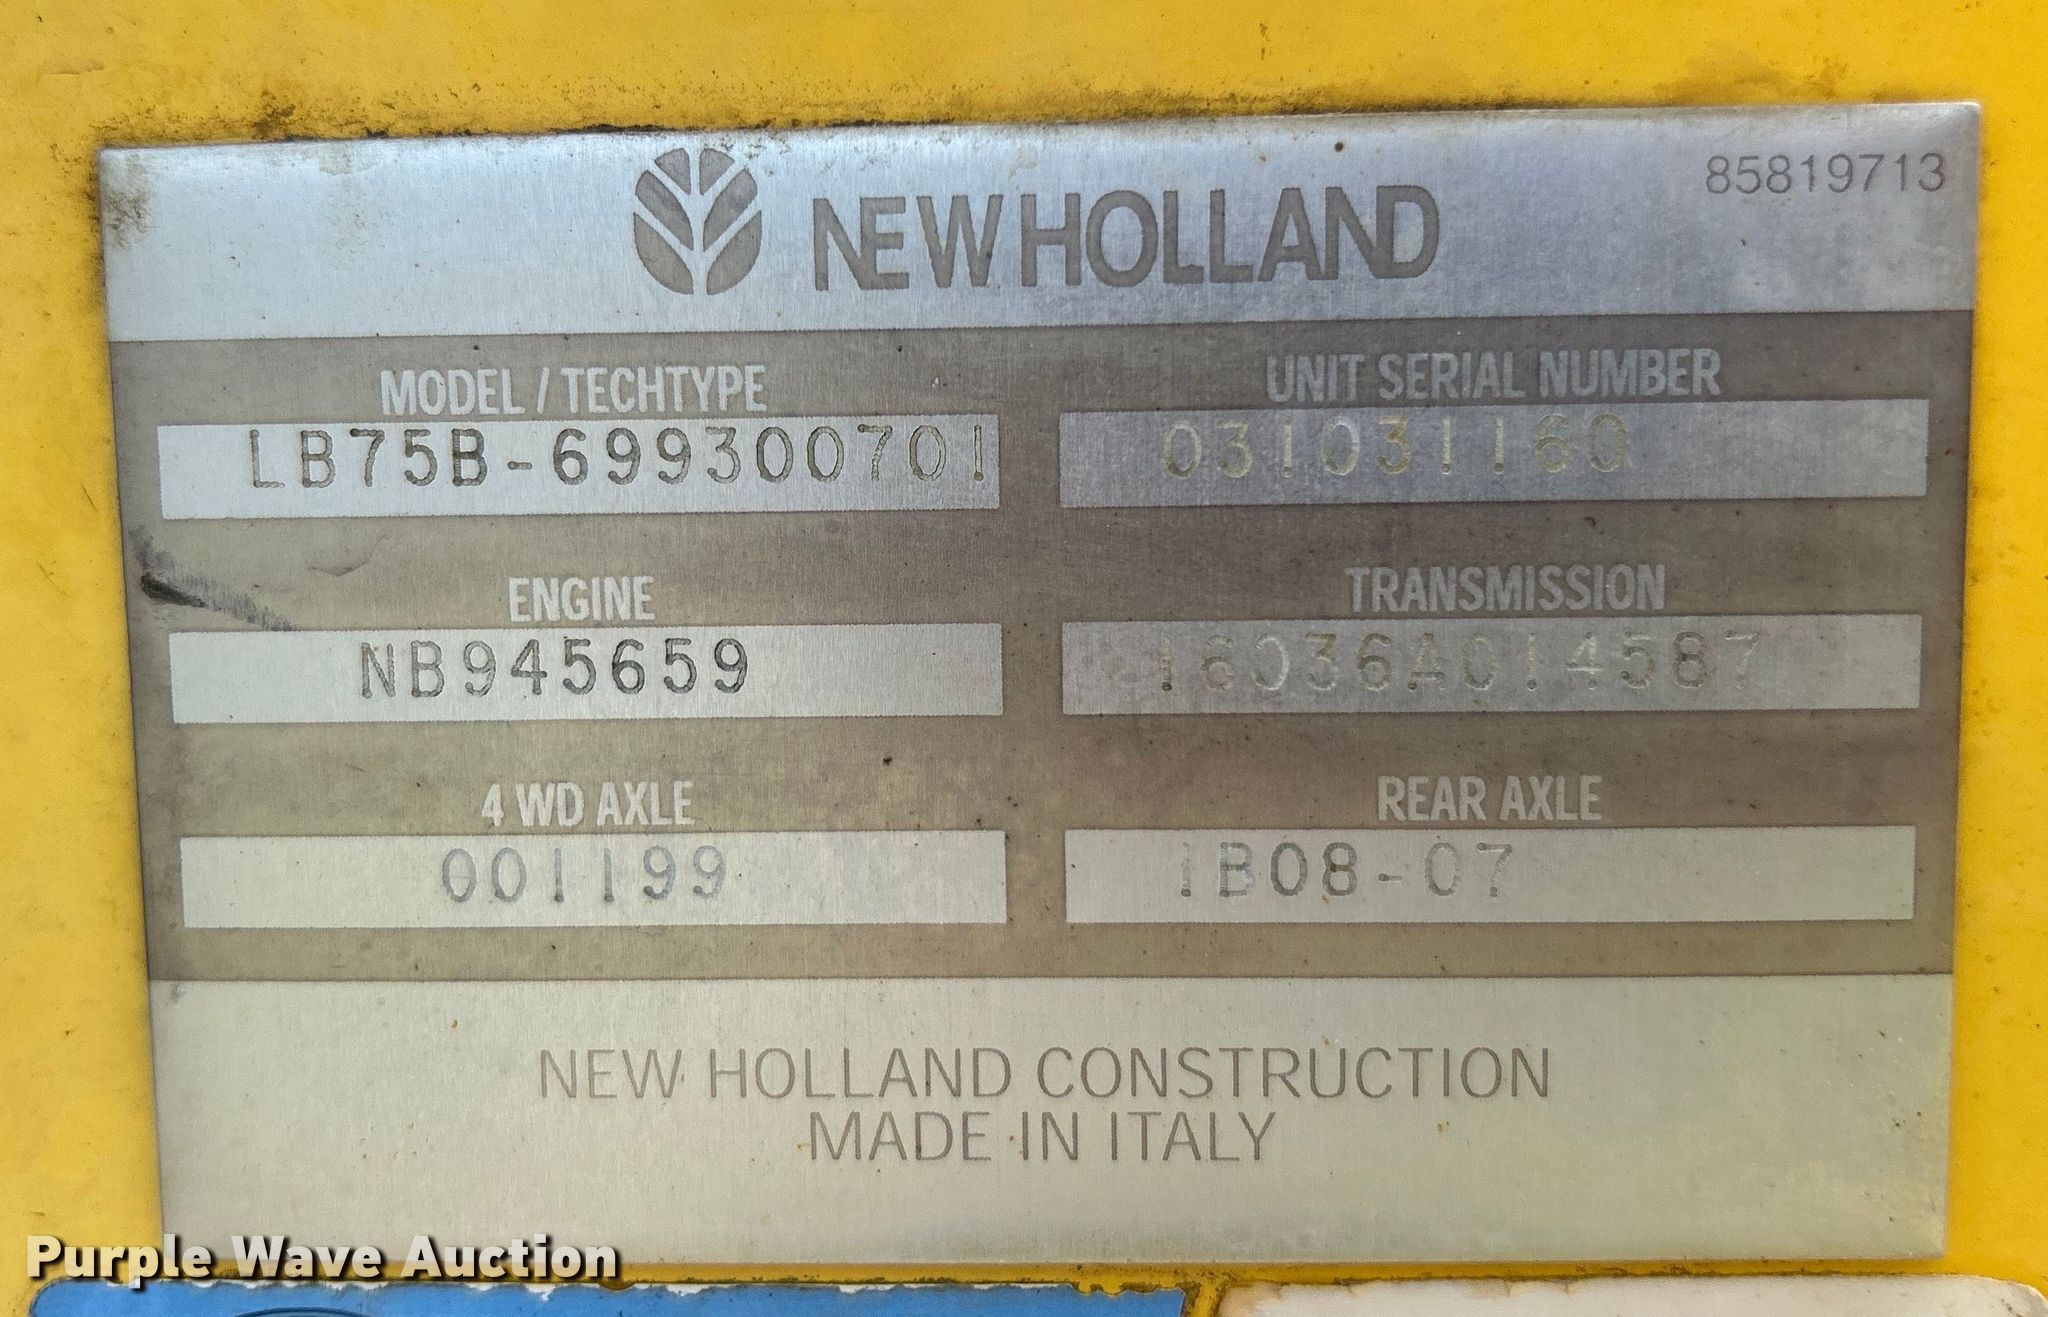 NEW HOLLAND
85819713
MODEL / TECHTYPE
UNIT SERIAL NUMBER
LB75B-699300701
031031160
ENGINE
TRANSMISSION
NB945659
16036A014587
4 WD AXLE
REAR AXLE
001199
1B08-07
NEW HOLLAND CONSTRUCTION
MADE IN ITALY
Purple Wave Auction